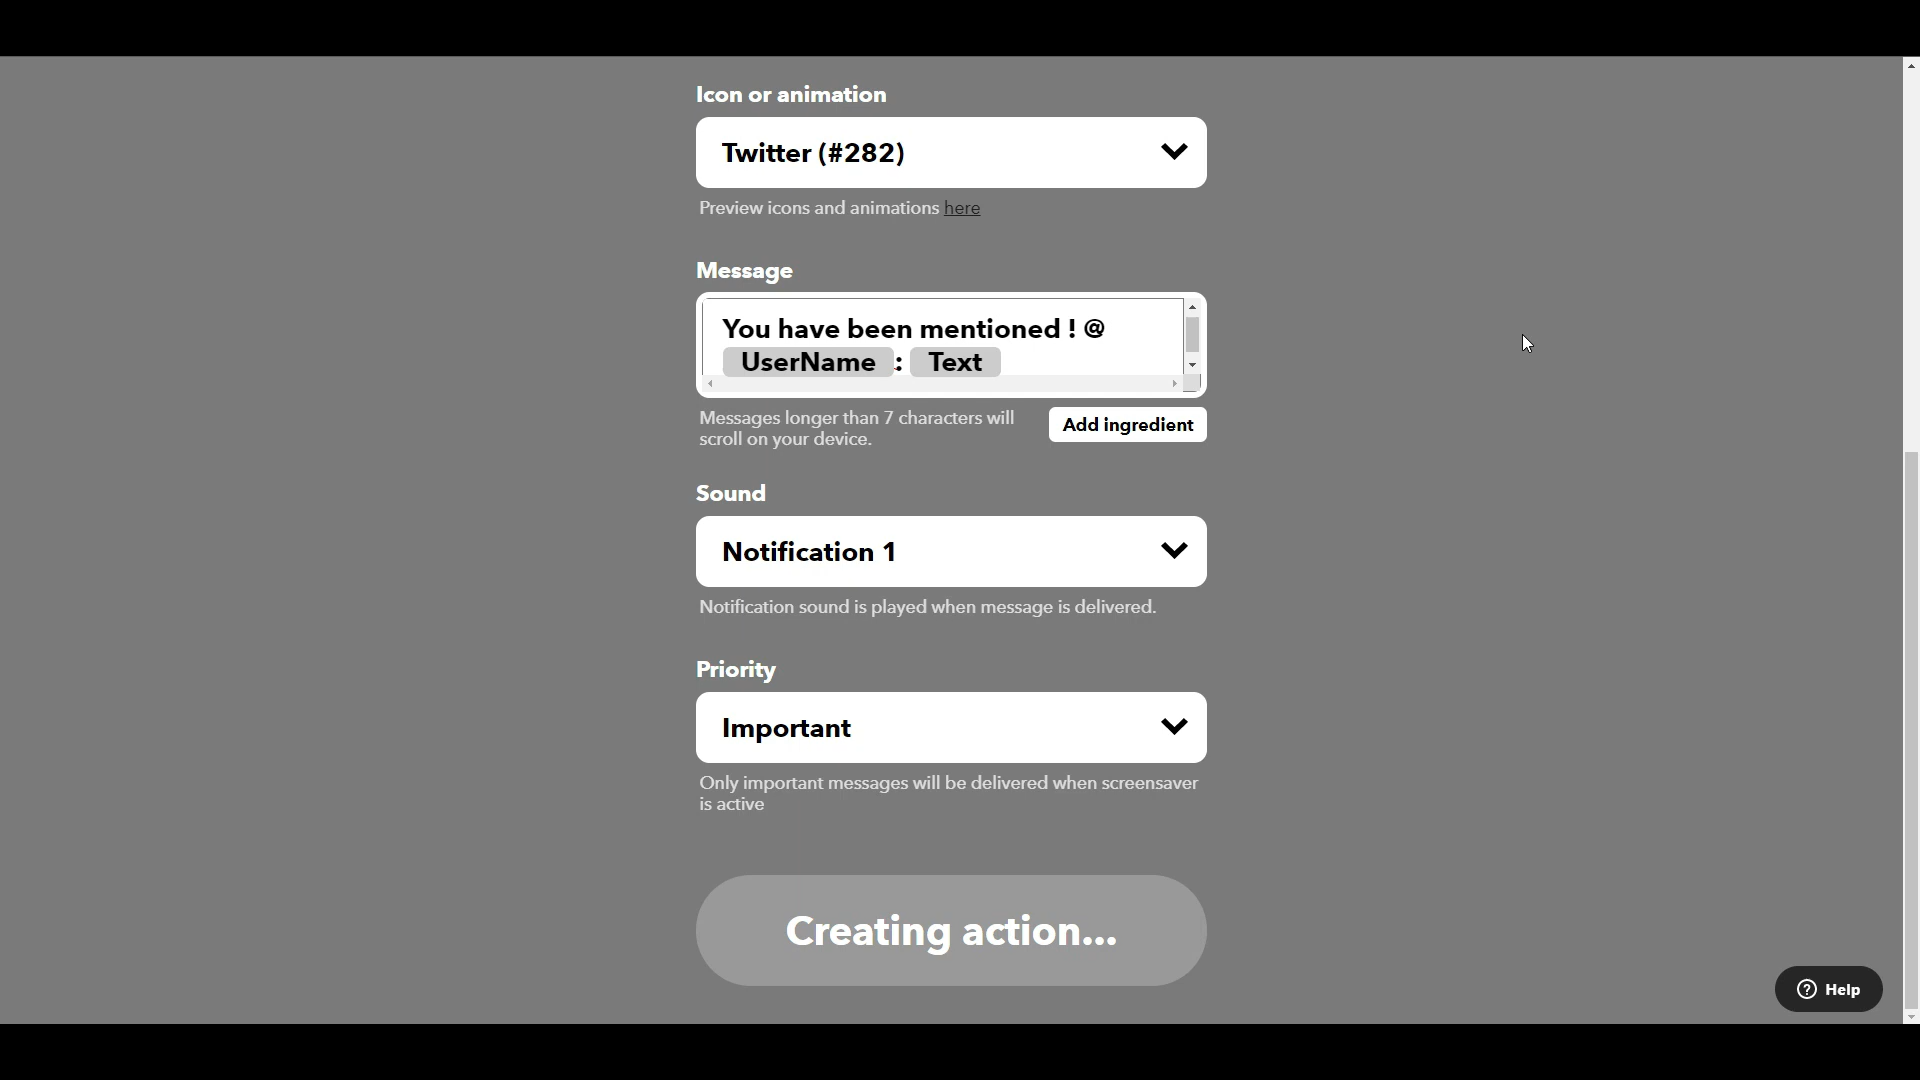 Icon or animation
Twitter (#282)
Preview icons and animations here
Message
You have been mentioned ! @
UserName : Text
Messages longer than 7 characters will
scroll on your device.
Add ingredient
Sound
Notification 1
Notification sound is played when message is delivered.
Priority
Important
Only important messages will be delivered when screensaver
is active
Creating action...
Help